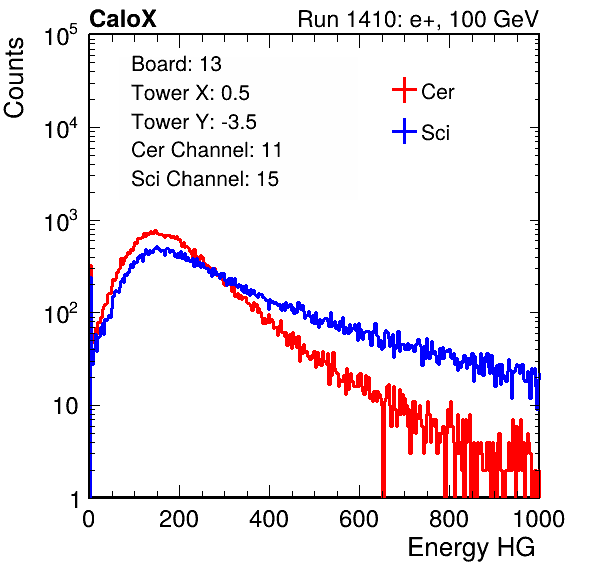 CaloX Run 1410: e+, 100 GeV
Counts
Board: 13
Tower X: 0.5
Tower Y: -3.5
Cer Channel: 11
Sci Channel: 15
Cer
Sci
10^5
10^4
10^3
10^2
10
1
0 200 400 600 800 1000
Energy HG